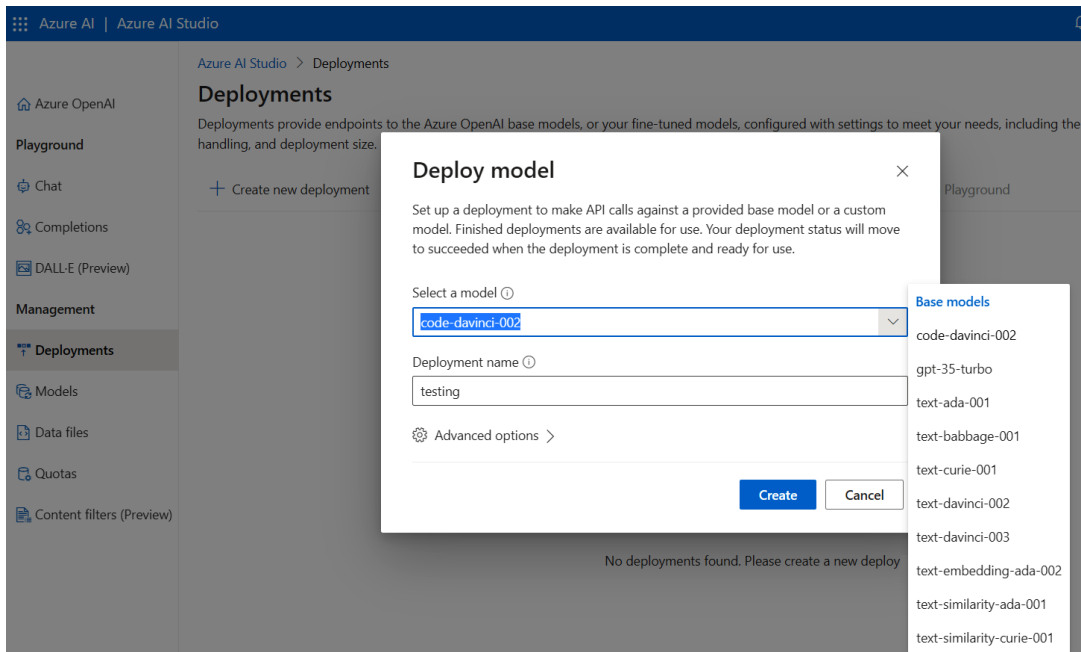 Azure AI | Azure AI Studio
Azure AI Studio > Deployments
Deployments
Deployments provide endpoints to the Azure OpenAI base models, or your fine-tuned models, configured with settings to meet your needs, including the
handling, and deployment size.
Create new deployment
Playground
Azure OpenAI
Playground
Chat
Completions
DALL·E (Preview)
Management
Deployments
Models
Data files
Quotas
Content filters (Preview)
Deploy model
Set up a deployment to make API calls against a provided base model or a custom
model. Finished deployments are available for use. Your deployment status will move
to succeeded when the deployment is complete and ready for use.
Select a model
code-davinci-002
Deployment name
testing
Advanced options
Create
Cancel
Base models
code-davinci-002
gpt-35-turbo
text-ada-001
text-babbage-001
text-curie-001
text-davinci-002
text-davinci-003
text-embedding-ada-002
text-similarity-ada-001
text-similarity-curie-001
No deployments found. Please create a new deploy